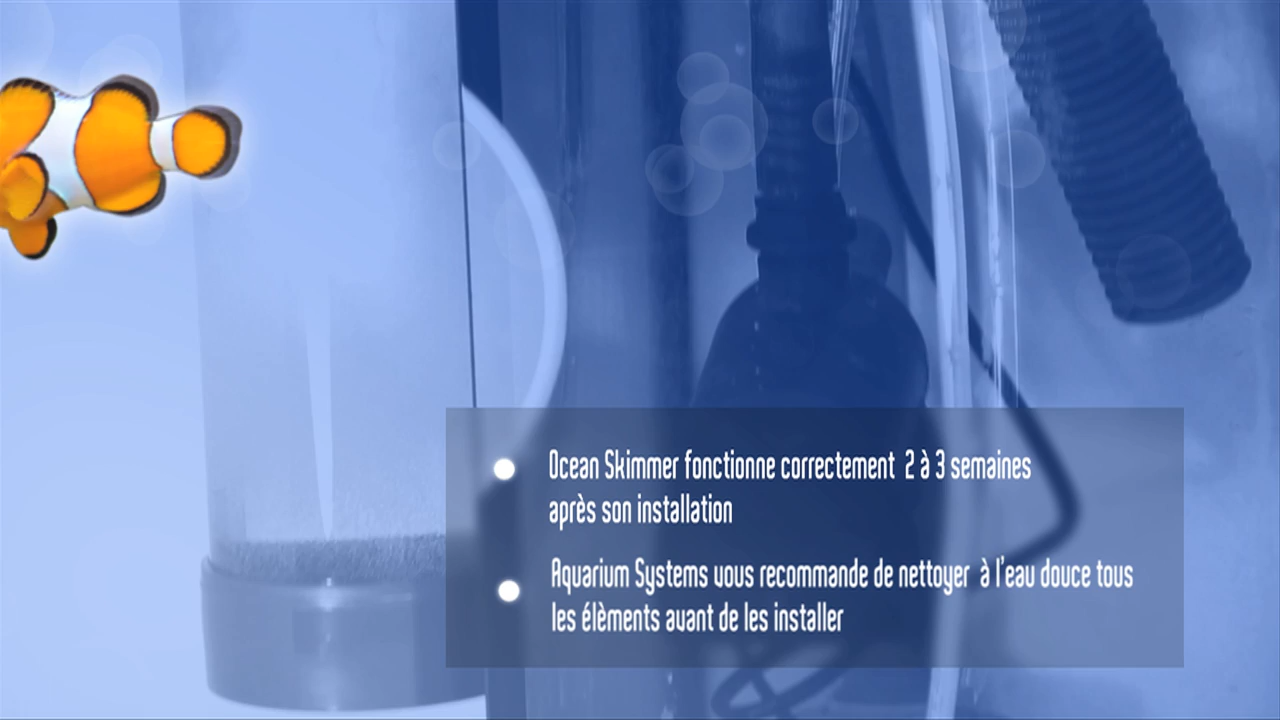 Ocean Skimmer fonctionne correctement 2 à 3 semaines
après son installation
Aquarium Systems vous recommande de nettoyer à l'eau douce tous
les élèments avant de les installer